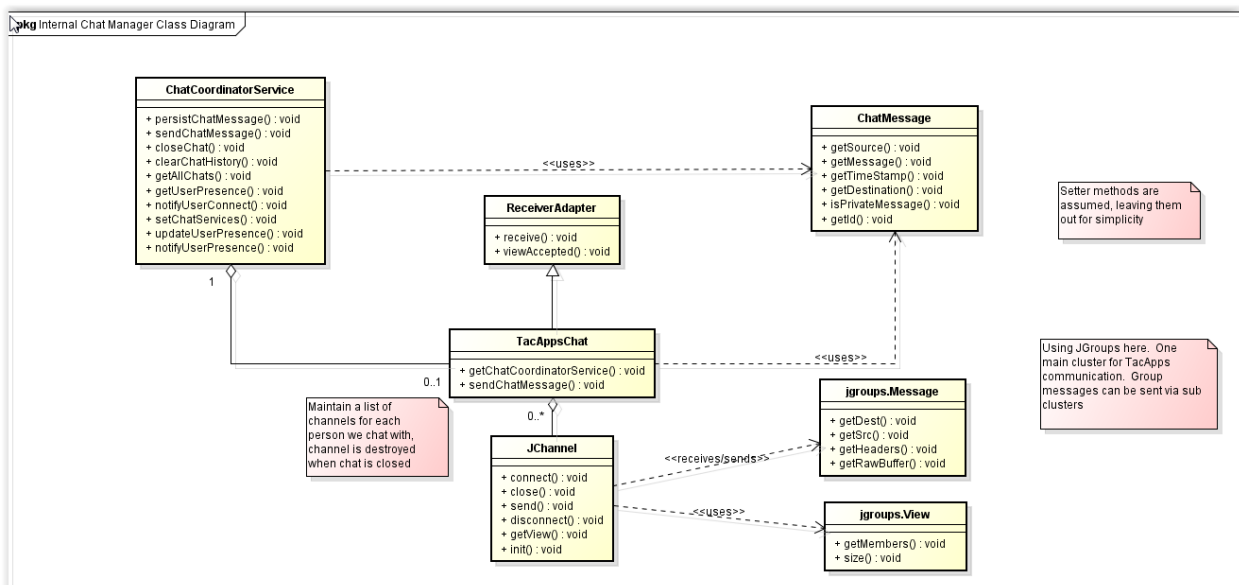 pkg Internal Chat Manager Class Diagram
ChatCoordinatorService
+ persistChatMessage() : void
+ sendChatMessage() : void
+ closeChat() : void
+ clearChatHistory() : void
+ getAllChats() : void
+ getUserPresence() : void
+ notifyUserConnect() : void
+ setChatServices() : void
+ updateUserPresence() : void
+ notifyUserPresence() : void
<<uses>>
ChatMessage
+ getSource() : void
+ getMessage() : void
+ getTimeStamp() : void
+ getDestination() : void
+ isPrivateMessage() : void
+ getId() : void
Setter methods are
assumed, leaving them
out for simplicity
ReceiverAdapter
+ receive() : void
+ viewAccepted() : void
1
TacAppsChat
+ getChatCoordinatorService() : void
+ sendChatMessage() : void
<<uses>>
0..1
0..*
Using JGroups here. One
main cluster for TacApps
communication. Group
messages can be sent via sub
clusters
Maintain a list of
channels for each
person we chat with,
channel is destroyed
when chat is closed
JChannel
+ connect() : void
+ close() : void
+ send() : void
+ disconnect() : void
+ getView() : void
+ init() : void
<<receives/sends>>
jgroups.Message
+ getDest() : void
+ getSrc() : void
+ getHeaders() : void
+ getRawBuffer() : void
<<uses>>
jgroups.View
+ getMembers() : void
+ size() : void